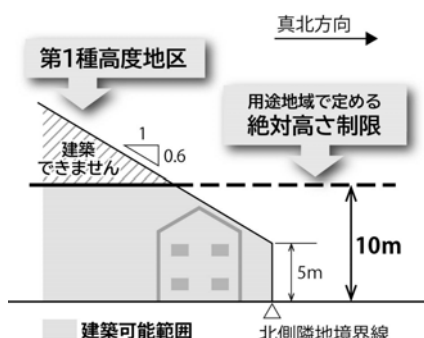 真北方向
第1種高度地区
用途地域で定める
絶対高さ制限
1
0.6
建築
できません
10m
5m
建築可能範囲
北側隣地境界線